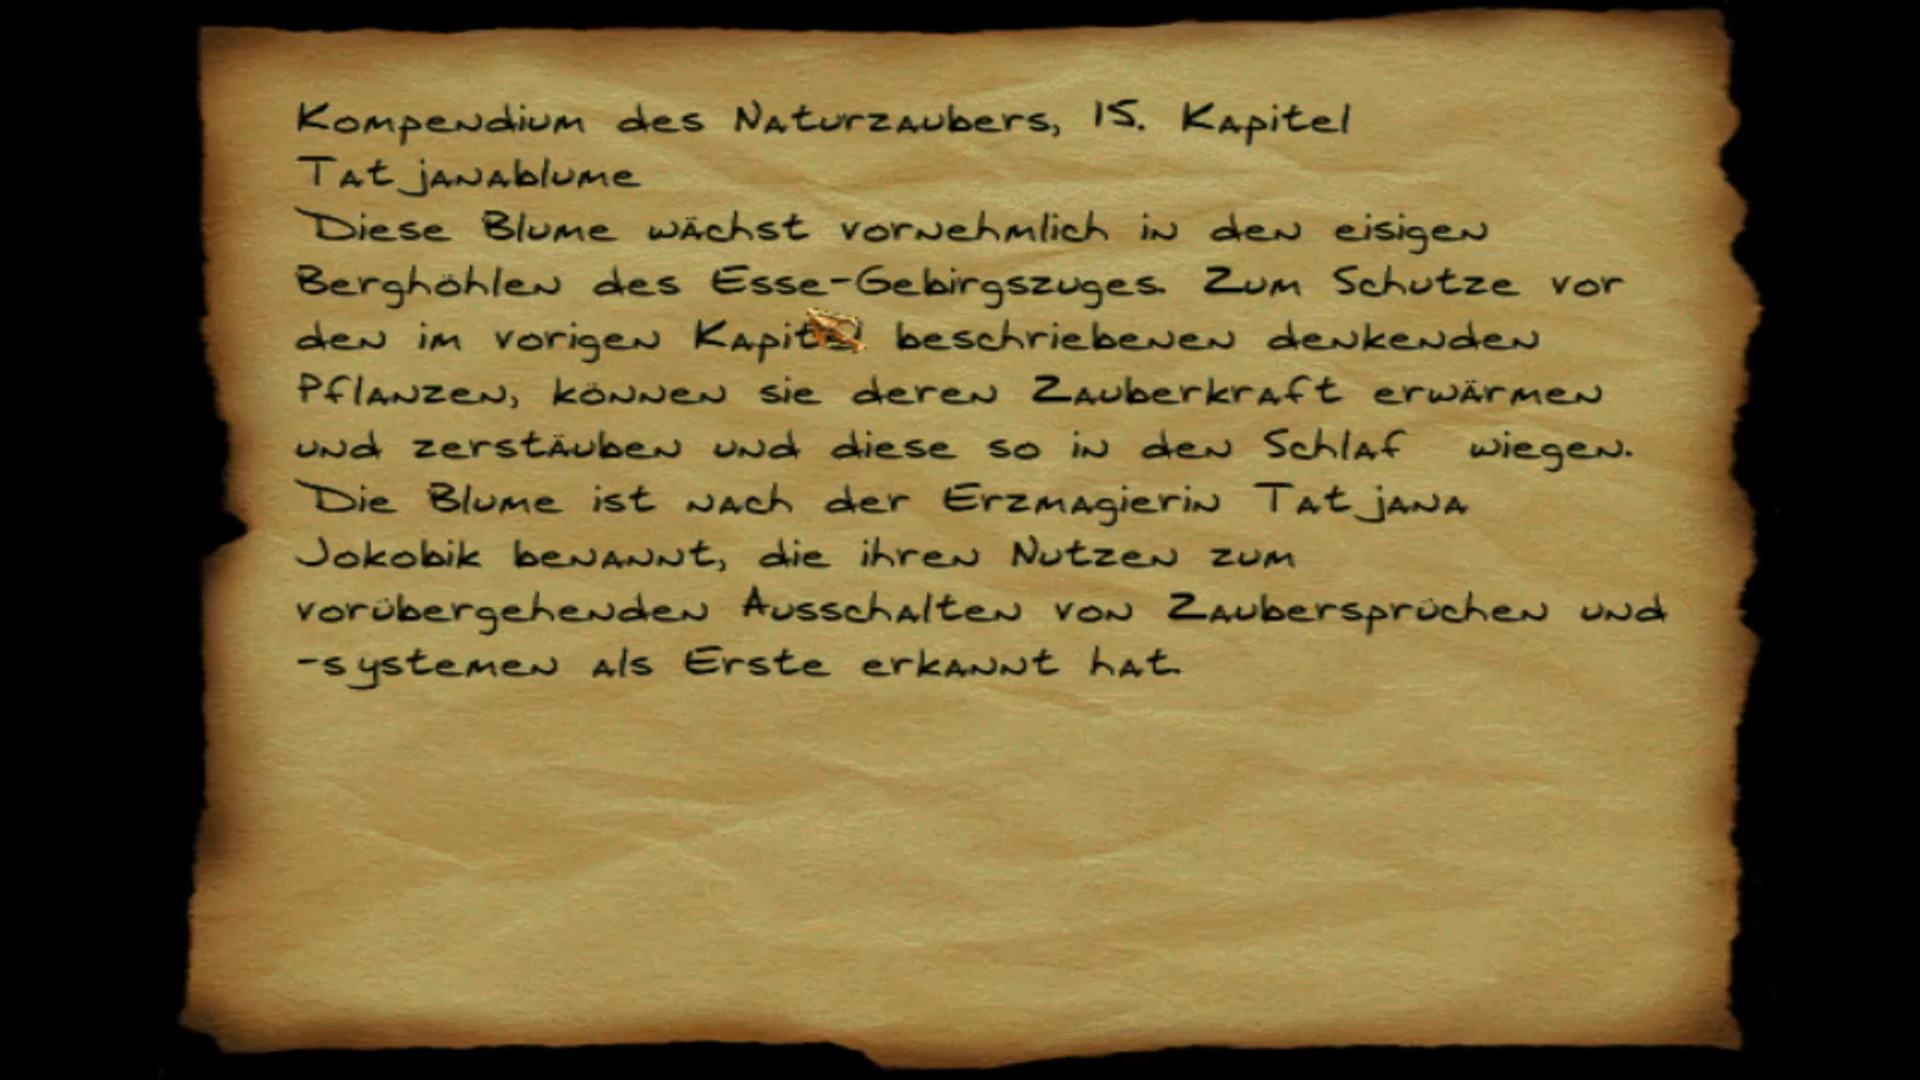 Kompendium des Naturzaubers, 15. Kapitel
Tatjanablume
Diese Blume wächst vornehmlich in den eisigen
Berghöhlen des Esse-Gebirgszuges. Zum Schutze vor
den im vorigen Kapitel beschriebenen denkenden
Pflanzen, können sie deren Zauberkraft erwärmen
und zerstäuben und diese so in den Schlaf wiegen.
Die Blume ist nach der Erzmagierin Tatjana
Jokobik benannt, die ihren Nutzen zum
vorübergehenden Ausschalten von Zaubersprüchen und
-systemen als Erste erkannt hat.